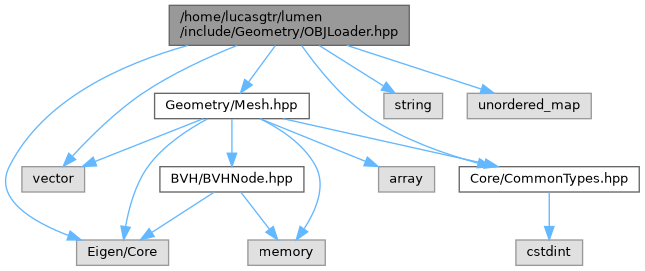 /home/lucasgtr/lumen
/include/Geometry/OBJLoader.hpp
Geometry/Mesh.hpp
string
unordered_map
vector
BVH/BVHNode.hpp
array
Core/CommonTypes.hpp
Eigen/Core
memory
cstdint